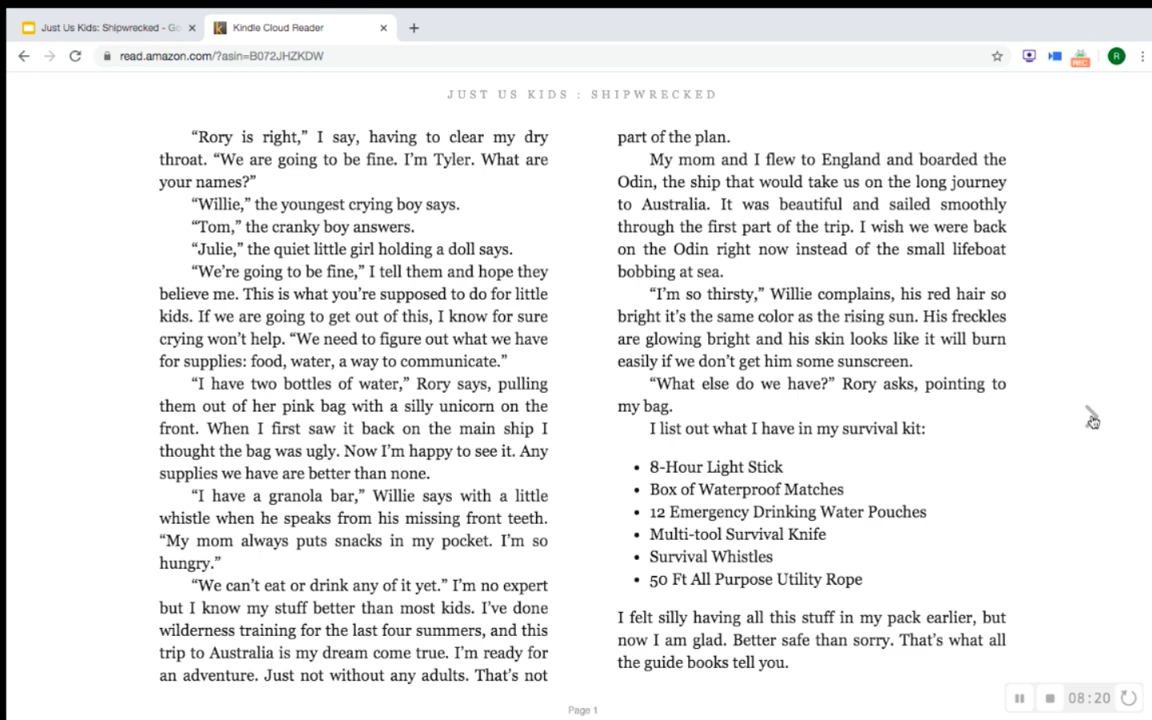 Just Us Kids: Shipwrecked - Go
Kindle Cloud Reader
read.amazon.com/?asin=B072JHZKDW
REC
R
JUST US KIDS : SHIPWRECKED
“Rory is right,” I say, having to clear my dry
throat. “We are going to be fine. I’m Tyler. What are
your names?”
“Willie,” the youngest crying boy says.
“Tom,” the cranky boy answers.
“Julie,” the quiet little girl holding a doll says.
“We’re going to be fine,” I tell them and hope they
believe me. This is what you’re supposed to do for little
kids. If we are going to get out of this, I know for sure
crying won’t help. “We need to figure out what we have
for supplies: food, water, a way to communicate.”
“I have two bottles of water,” Rory says, pulling
them out of her pink bag with a silly unicorn on the
front. When I first saw it back on the main ship I
thought the bag was ugly. Now I’m happy to see it. Any
supplies we have are better than none.
“I have a granola bar,” Willie says with a little
whistle when he speaks from his missing front teeth.
“My mom always puts snacks in my pocket. I’m so
hungry.”
“We can’t eat or drink any of it yet.” I’m no expert
but I know my stuff better than most kids. I’ve done
wilderness training for the last four summers, and this
trip to Australia is my dream come true. I’m ready for
an adventure. Just not without any adults. That’s not
part of the plan.
My mom and I flew to England and boarded the
Odin, the ship that would take us on the long journey
to Australia. It was beautiful and sailed smoothly
through the first part of the trip. I wish we were back
on the Odin right now instead of the small lifeboat
bobbing at sea.
“I’m so thirsty,” Willie complains, his red hair so
bright it’s the same color as the rising sun. His freckles
are glowing bright and his skin looks like it will burn
easily if we don’t get him some sunscreen.
“What else do we have?” Rory asks, pointing to
my bag.
I list out what I have in my survival kit:
• 8-Hour Light Stick
• Box of Waterproof Matches
• 12 Emergency Drinking Water Pouches
• Multi-tool Survival Knife
• Survival Whistles
• 50 Ft All Purpose Utility Rope
I felt silly having all this stuff in my pack earlier, but
now I am glad. Better safe than sorry. That’s what all
the guide books tell you.
Page 1
08:20